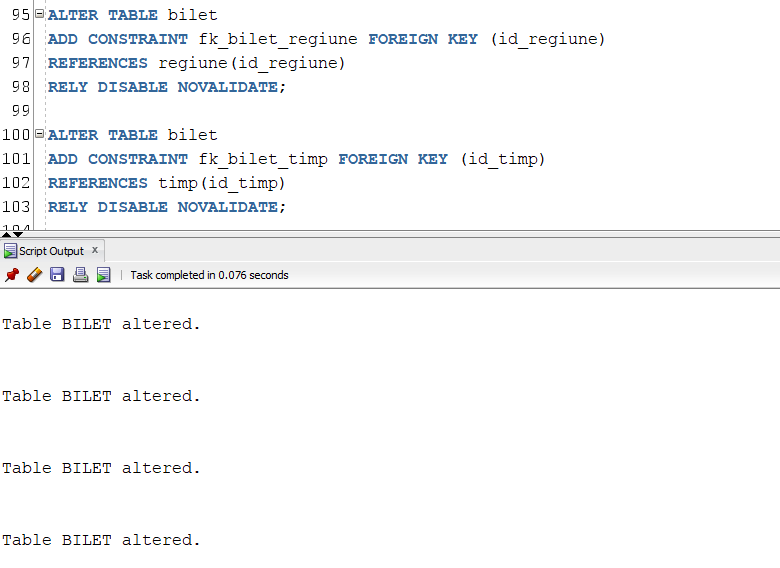 95 ALTER TABLE bilet
96 ADD CONSTRAINT fk_bilet_regiune FOREIGN KEY (id_regiune)
97 REFERENCES regiune(id_regiune)
98 RELY DISABLE NOVALIDATE;
99
100 ALTER TABLE bilet
101 ADD CONSTRAINT fk_bilet_timp FOREIGN KEY (id_timp)
102 REFERENCES timp(id_timp)
103 RELY DISABLE NOVALIDATE;
Script Output x
Task completed in 0.076 seconds
Table BILET altered.
Table BILET altered.
Table BILET altered.
Table BILET altered.